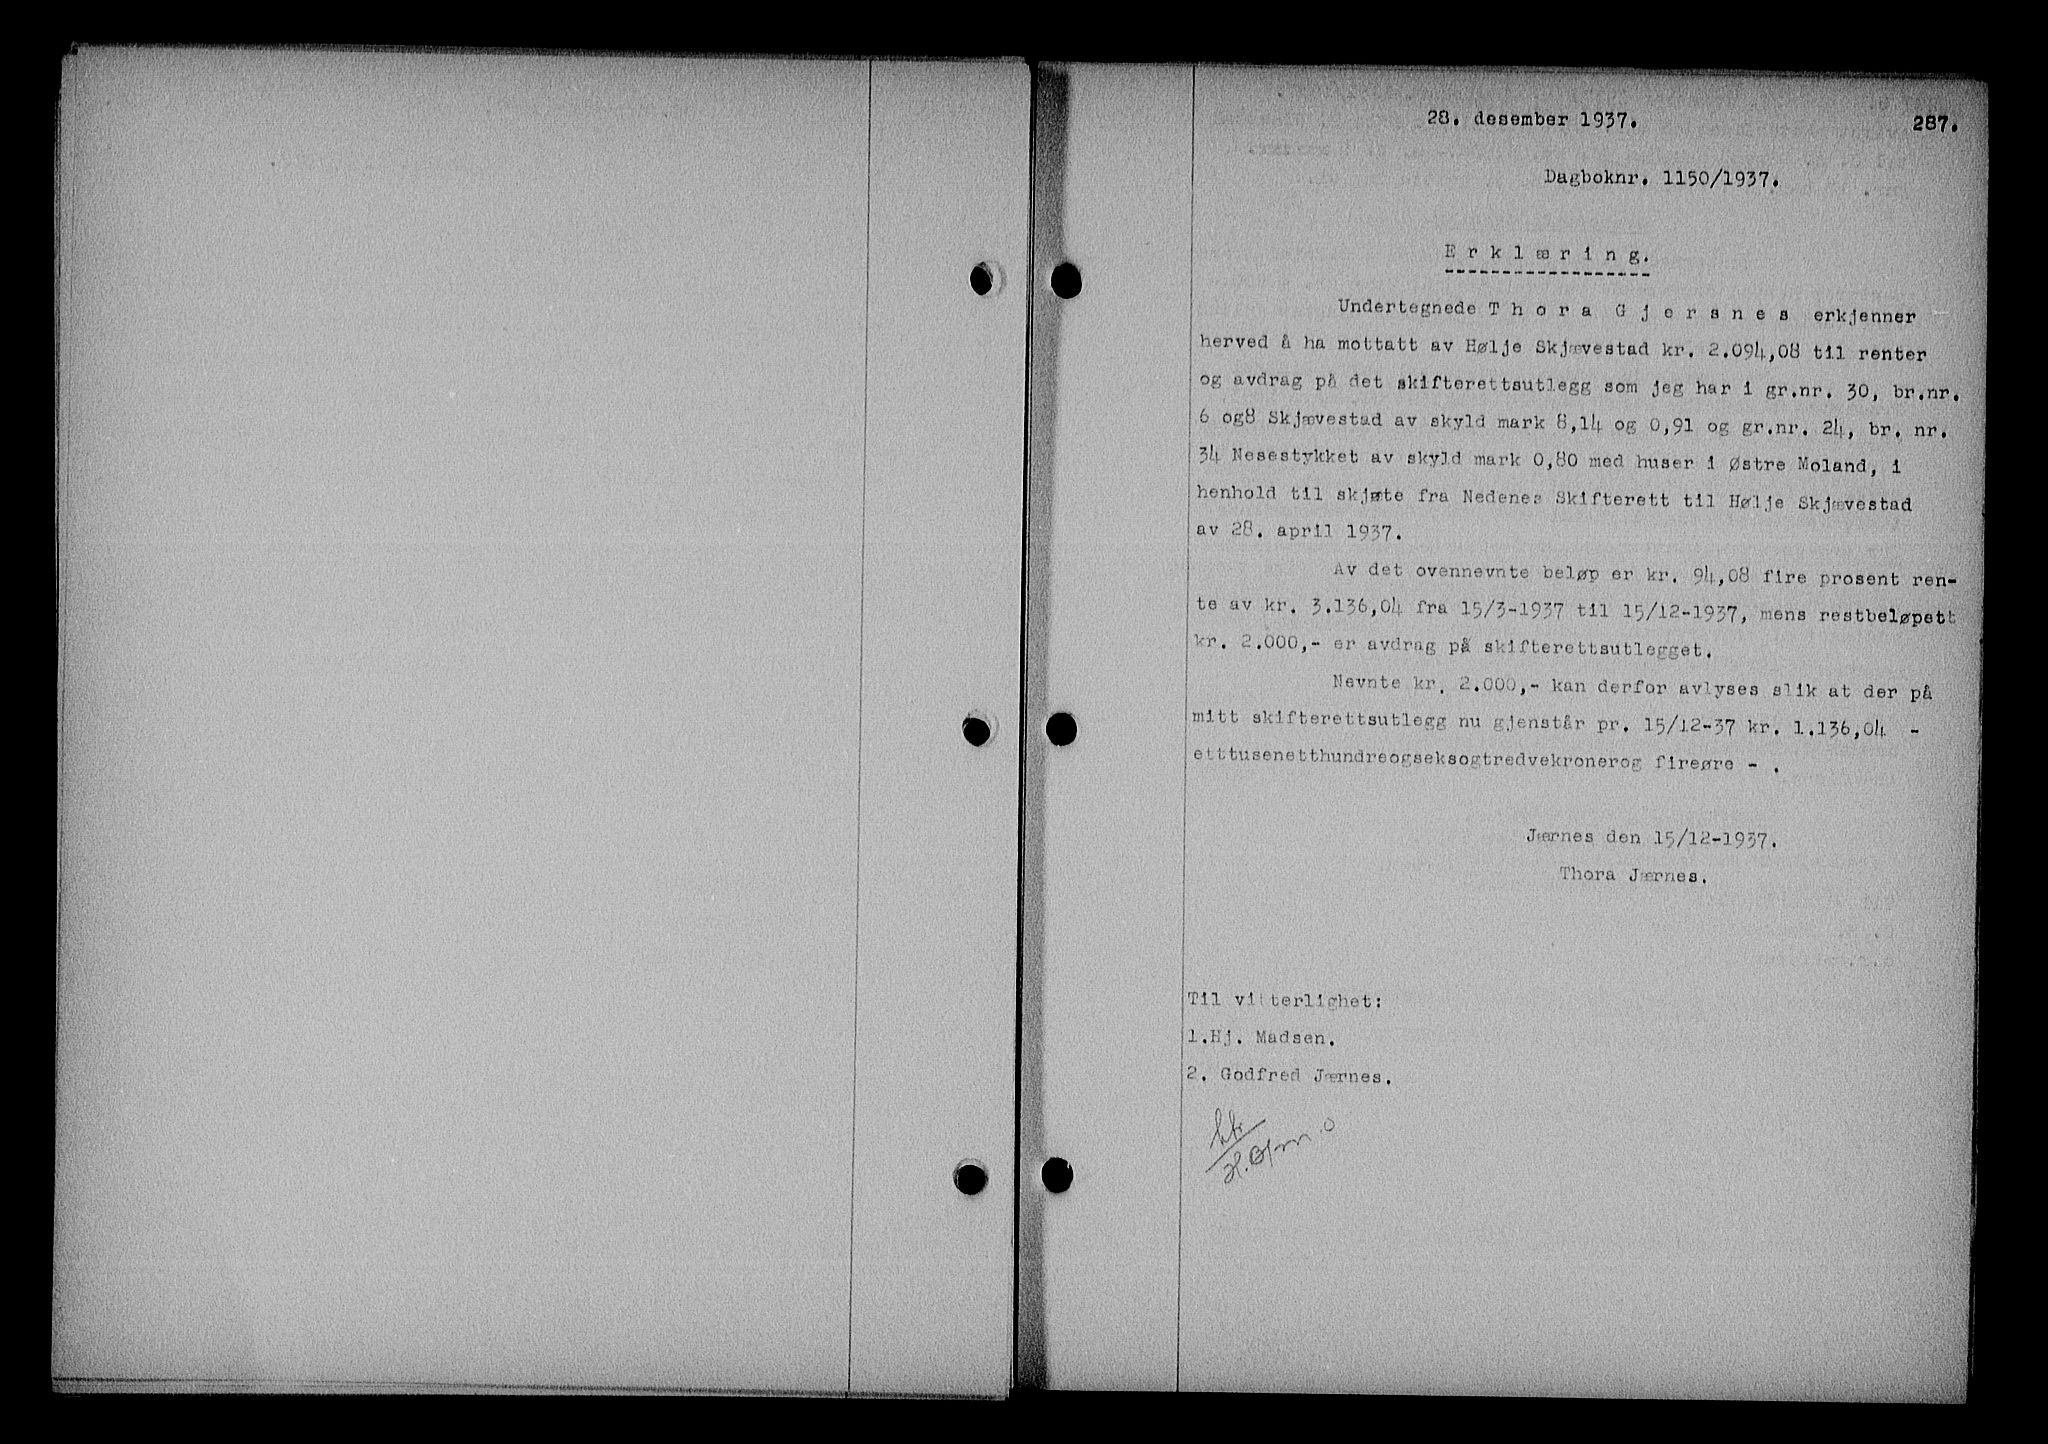 28. desember 1937.
287.
Dagboknr. 1150/1937.
E r k l æ r i n g.
Undertegnede T h o r a  G j e r s n e s  erkjenner
herved å ha mottatt av Hølje Skjævestad kr. 2.094,08 til renter
og avdrag på det skifterettsutlegg som jeg har i gr.nr. 30, br.nr.
6 og8 Skjævestad av skyld mark 8,14 og 0,91 og gr.nr. 24, br. nr.
34 Nesestykket av skyld mark 0,80 med huser i Østre Moland, i
henhold til skjøte fra Nedenes Skifterett til Hølje Skjævestad
av 28. april 1937.
Av det ovennevnte beløp er kr. 94,08 fire prosent ren-
te av kr. 3.136,04 fra 15/3-1937 til 15/12-1937, mens restbeløpett
kr. 2.000,- er avdrag på skifterettsutlegget.
Nevnte kr. 2.000,- kan derfor avlyses slik at der på
mitt skifterettsutlegg nu gjenstår pr. 15/12-37 kr. 1.136,04 -
etttusenetthundreogseksogtredvekronerog fireøre - .
Jærnes den 15/12-1937.
Thora Jærnes.
Til vitterlighet:
1.Hj. Madsen.
2. Godfred Jærnes.